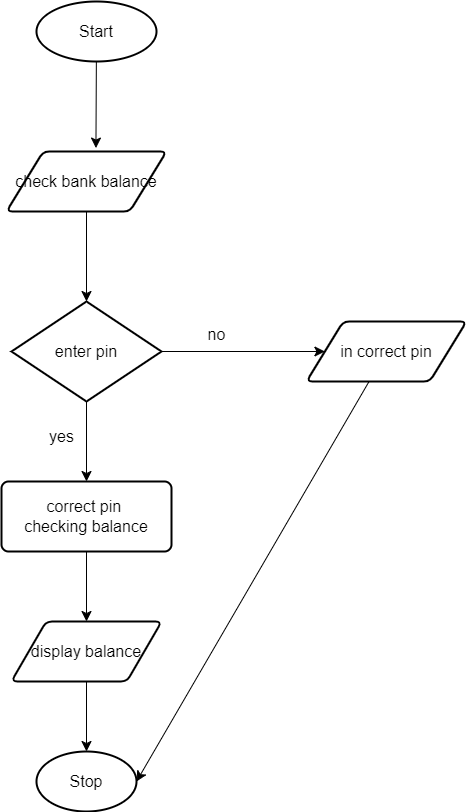 Start
check bank balance
enter pin
no
in correct pin
yes
correct pin
checking balance
display balance
Stop